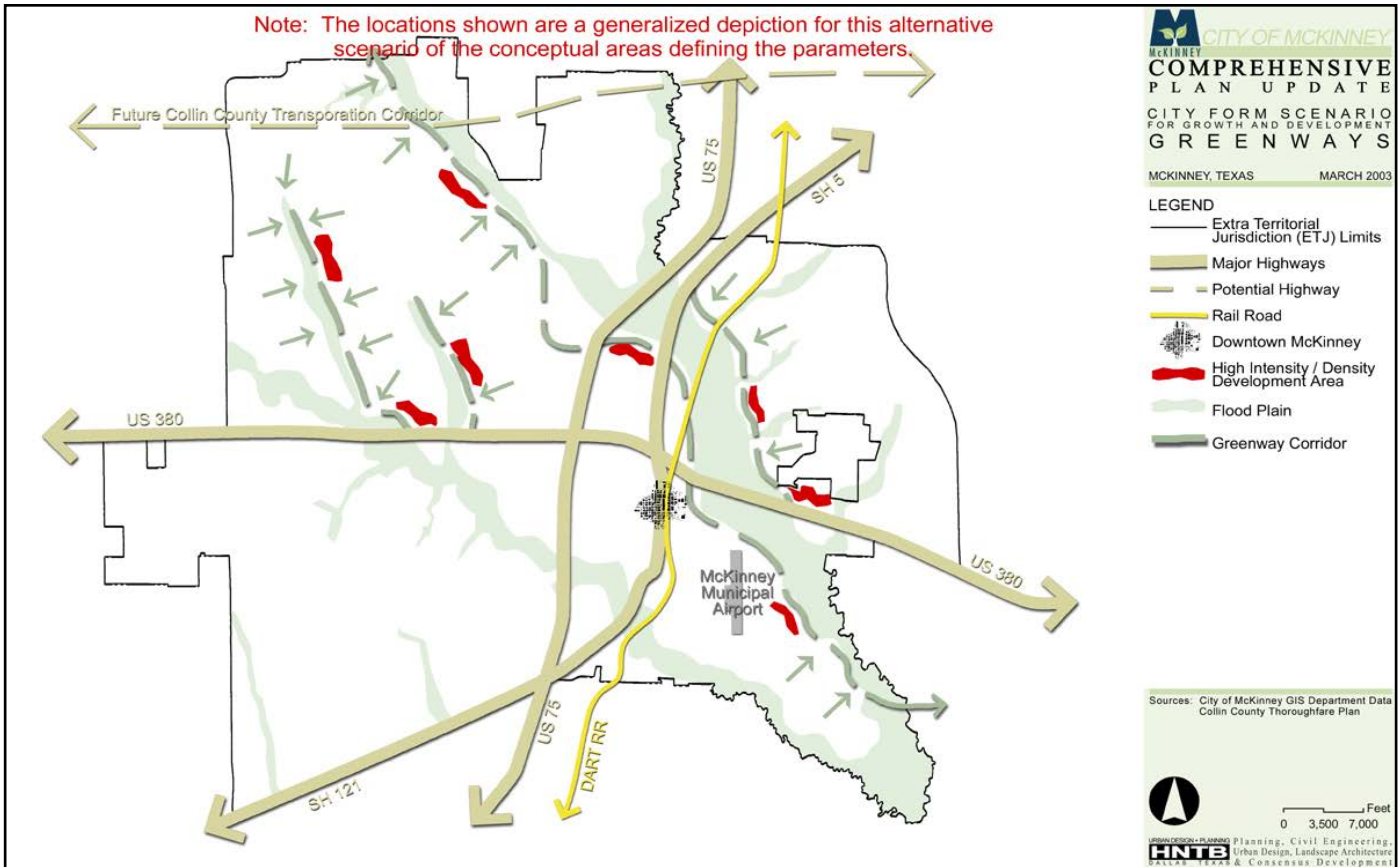 Note: The locations shown are a generalized depiction for this alternative
scenario of the conceptual areas defining the parameters.
Future Collin County Transporation Corridor
US 75
SH 5
US 380
McKinney
Municipal
Airport
US 380
US 75
DART RR
SH 121
McKINNEY
CITY OF MCKINNEY
COMPREHENSIVE
PLAN UPDATE
CITY FORM SCENARIO
FOR GROWTH AND DEVELOPMENT
GREENWAYS
MCKINNEY, TEXAS MARCH 2003
LEGEND
Extra Territorial
Jurisdiction (ETJ) Limits
Major Highways
Potential Highway
Rail Road
Downtown McKinney
High Intensity / Density
Development Area
Flood Plain
Greenway Corridor
Sources: City of McKinney GIS Department Data
Collin County Thoroughfare Plan
Feet
0 3,500 7,000
URBAN DESIGN + PLANNING
HNTB
DALLAS TEXAS
Planning, Civil Engineering,
Urban Design, Landscape Architecture
& Consensus Development